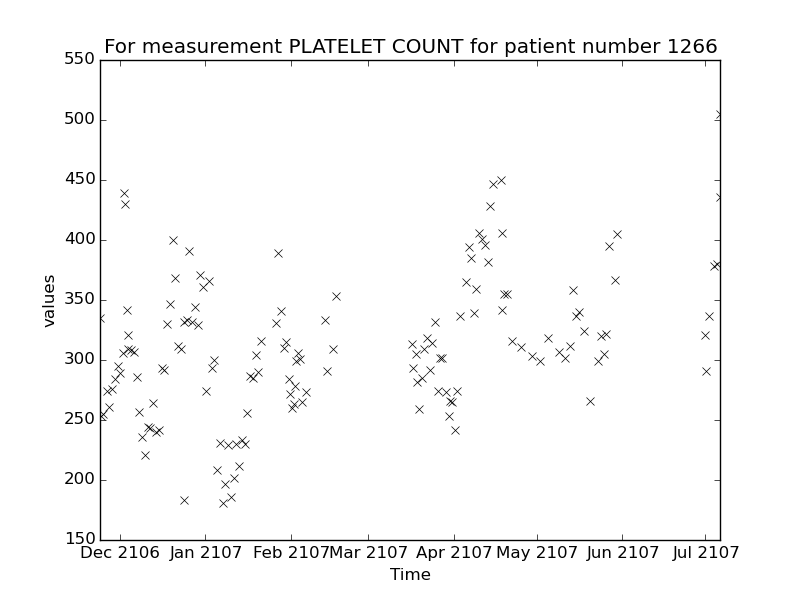 For measurement PLATELET COUNT for patient number 1266
550
500
450
400
350
300
250
200
150
values
Dec 2106 Jan 2107 Feb 2107 Mar 2107 Apr 2107 May 2107 Jun 2107 Jul 2107
Time